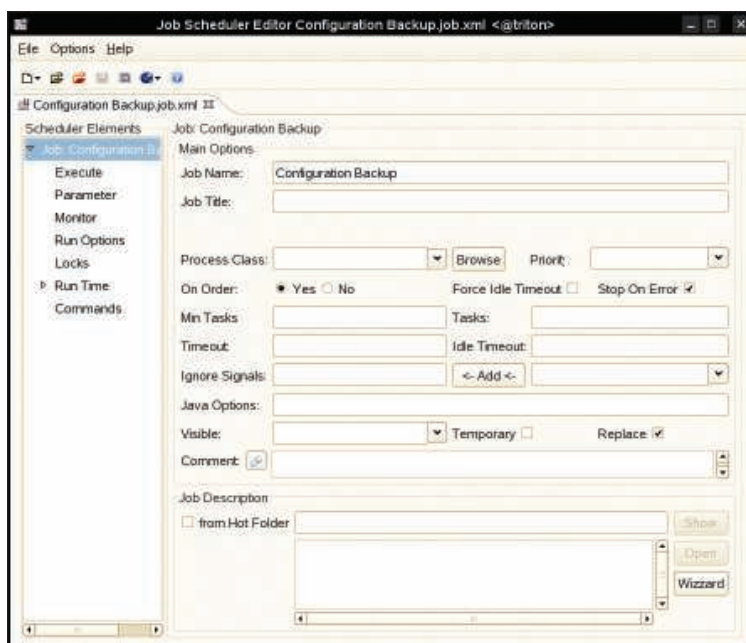 Job Scheduler Editor Configuration Backup.job.xml <@triton>
File Options Help
Configuration Backup.job.xml
Scheduler Elements
Job: Configuration B
Execute
Parameter
Monitor
Run Options
Locks
Run Time
Commands
Job: Configuration Backup
Main Options
Job Name: Configuration Backup
Job Title:
Process Class: Browse Priority:
On Order: Yes No Force Idle Timeout Stop On Error
Min Tasks Tasks:
Timeout Idle Timeout:
Ignore Signals: <- Add <-
Java Options:
Visible: Temporary Replace
Comment:
Job Description
from Hot Folder Show
Open
Wizzard